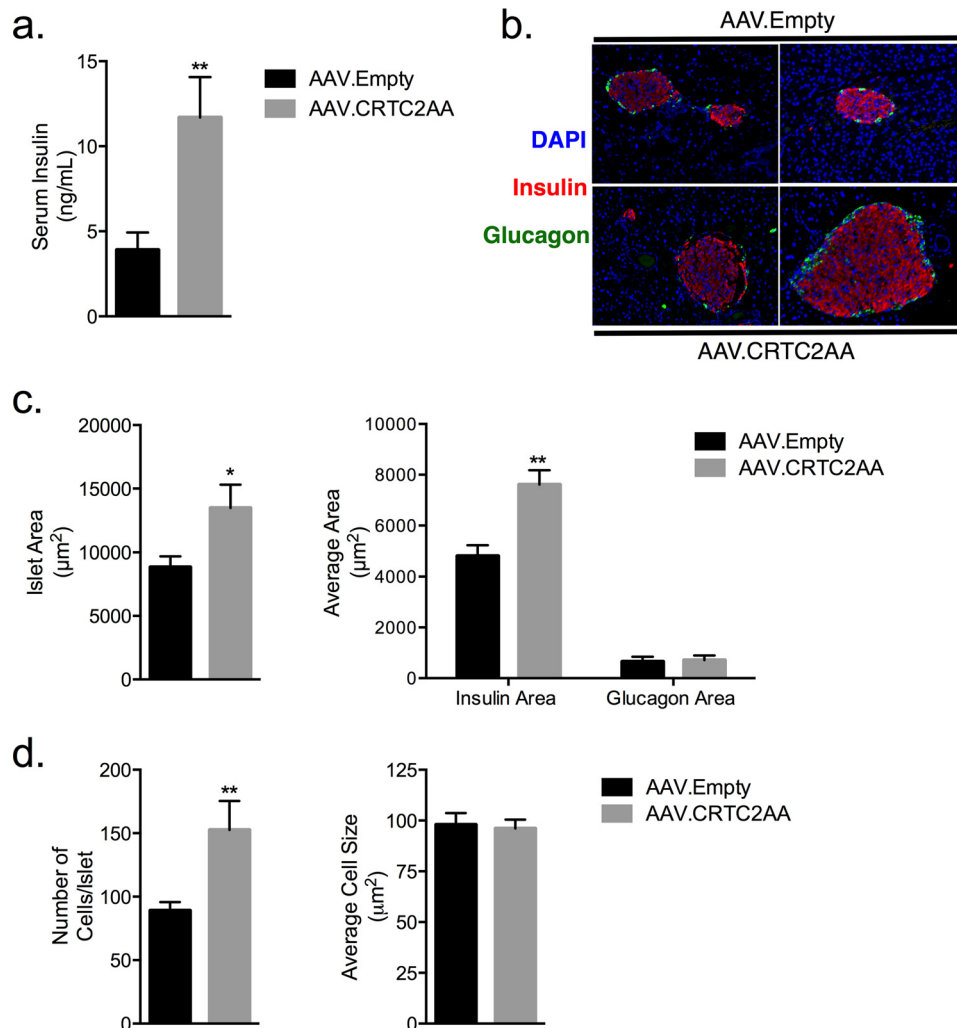 a.
Serum Insulin
(ng/mL)
15
10
5
0
**
AAV.Empty
AAV.CRTC2AA
b.
AAV.Empty
DAPI
Insulin
Glucagon
AAV.CRTC2AA
c.
Islet Area
(μm²)
20000
15000
10000
5000
0
*
Average Area
(μm²)
10000
8000
6000
4000
2000
0
**
Insulin Area
Glucagon Area
AAV.Empty
AAV.CRTC2AA
d.
Number of
Cells/Islet
200
150
100
50
0
**
Average Cell Size
(μm²)
125
100
75
50
25
0
AAV.Empty
AAV.CRTC2AA